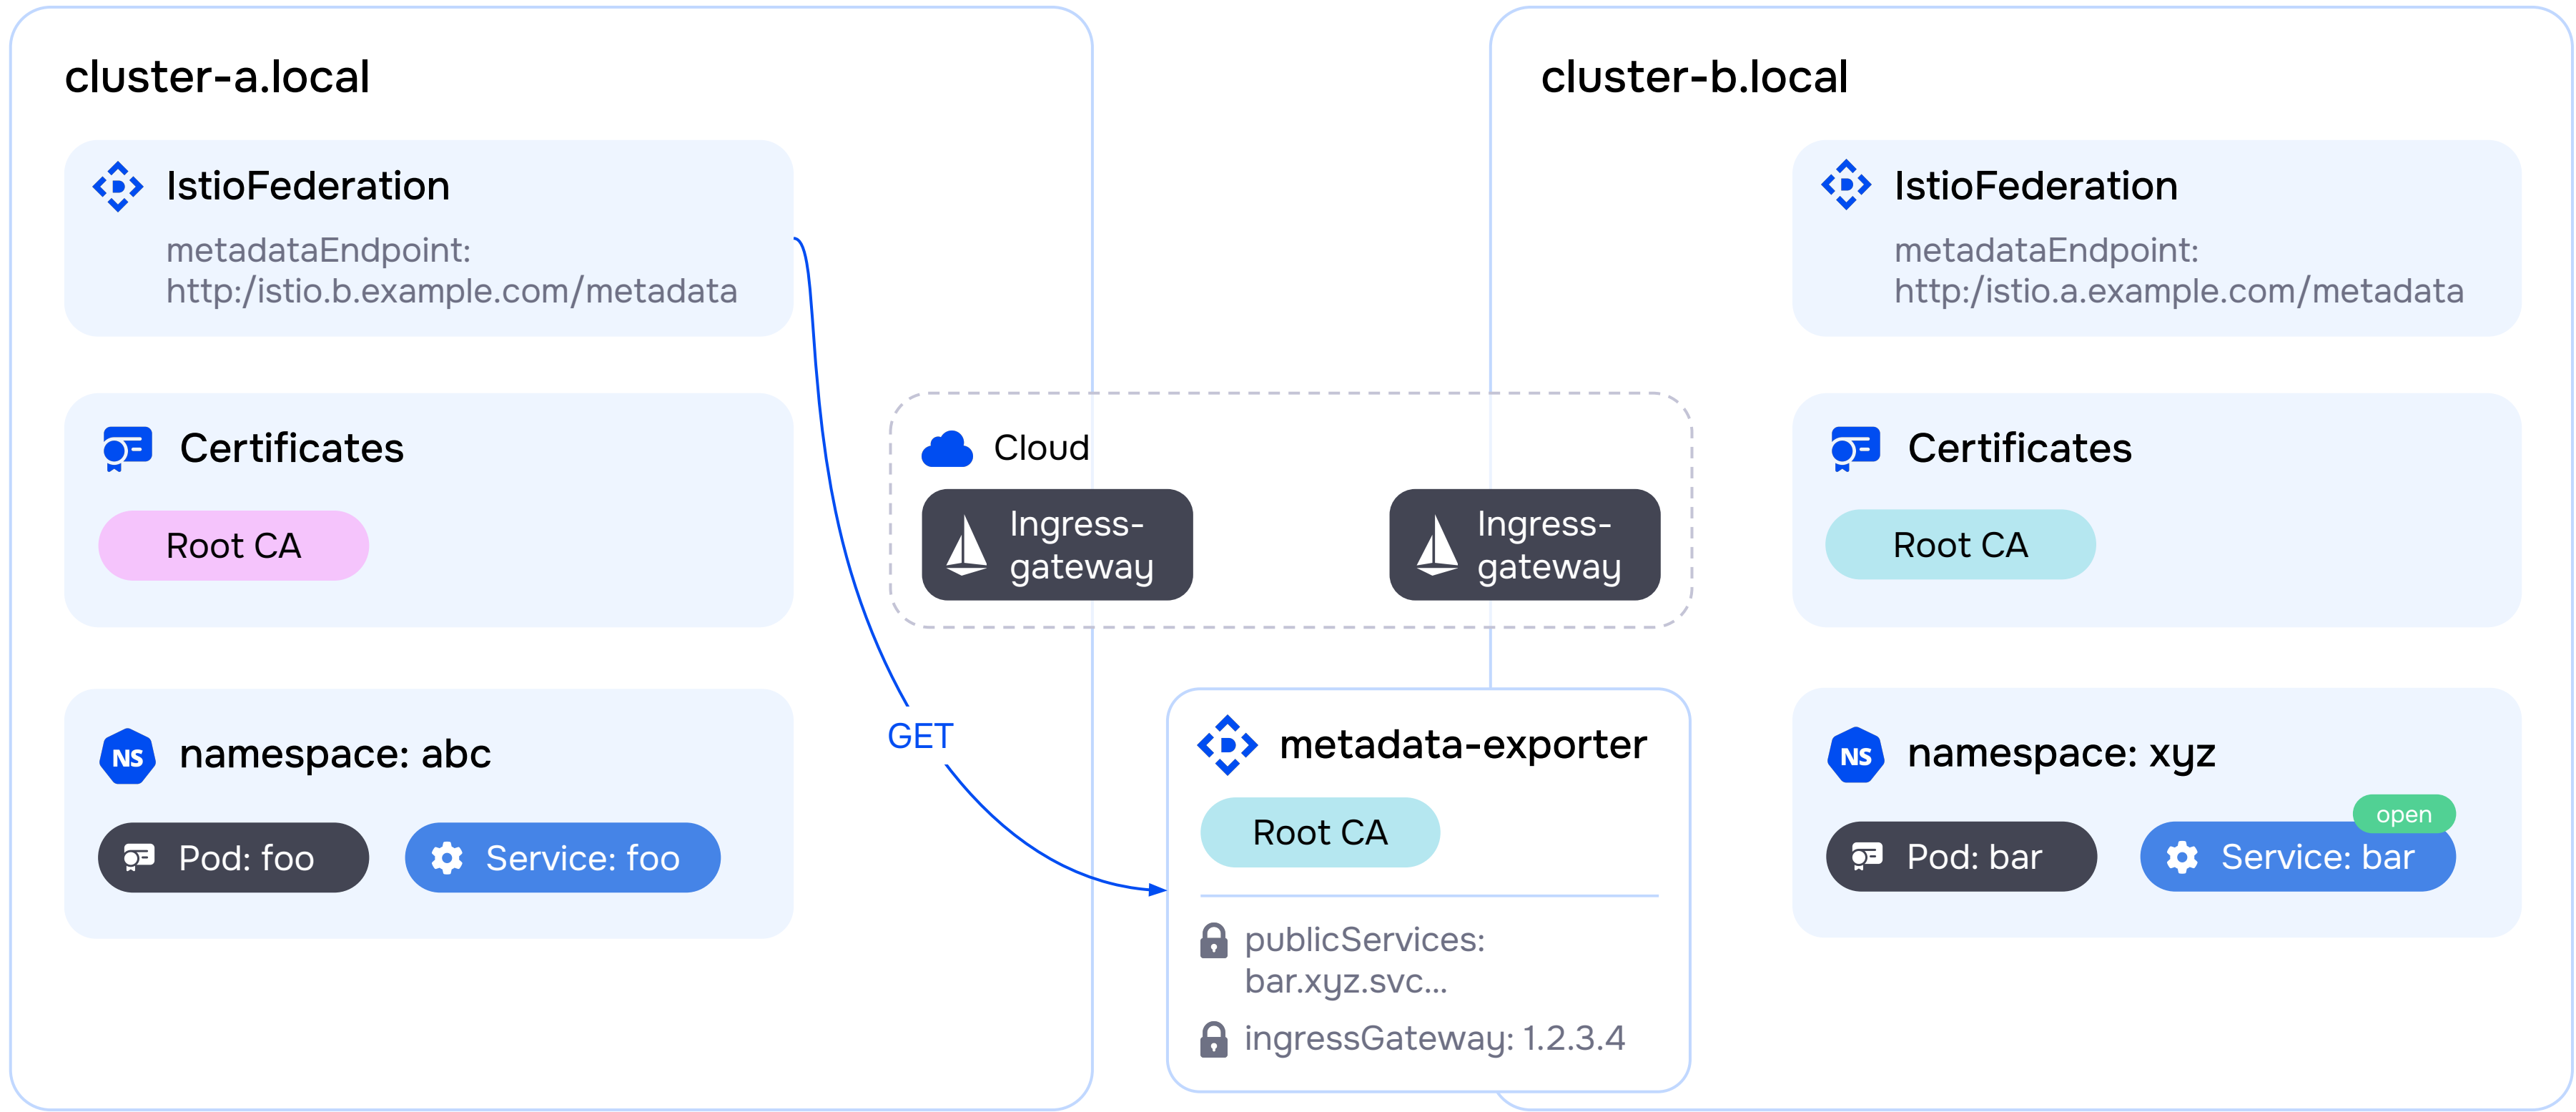 cluster-a.local
IstioFederation
metadataEndpoint:
http:/istio.b.example.com/metadata
Certificates
Root CA
NS
namespace: abc
Pod: foo
Service: foo
GET
Cloud
Ingress-
gateway
Ingress-
gateway
metadata-exporter
Root CA
publicServices:
bar.xyz.svc...
ingressGateway: 1.2.3.4
cluster-b.local
IstioFederation
metadataEndpoint:
http:/istio.a.example.com/metadata
Certificates
Root CA
NS
namespace: xyz
Pod: bar
open
Service: bar